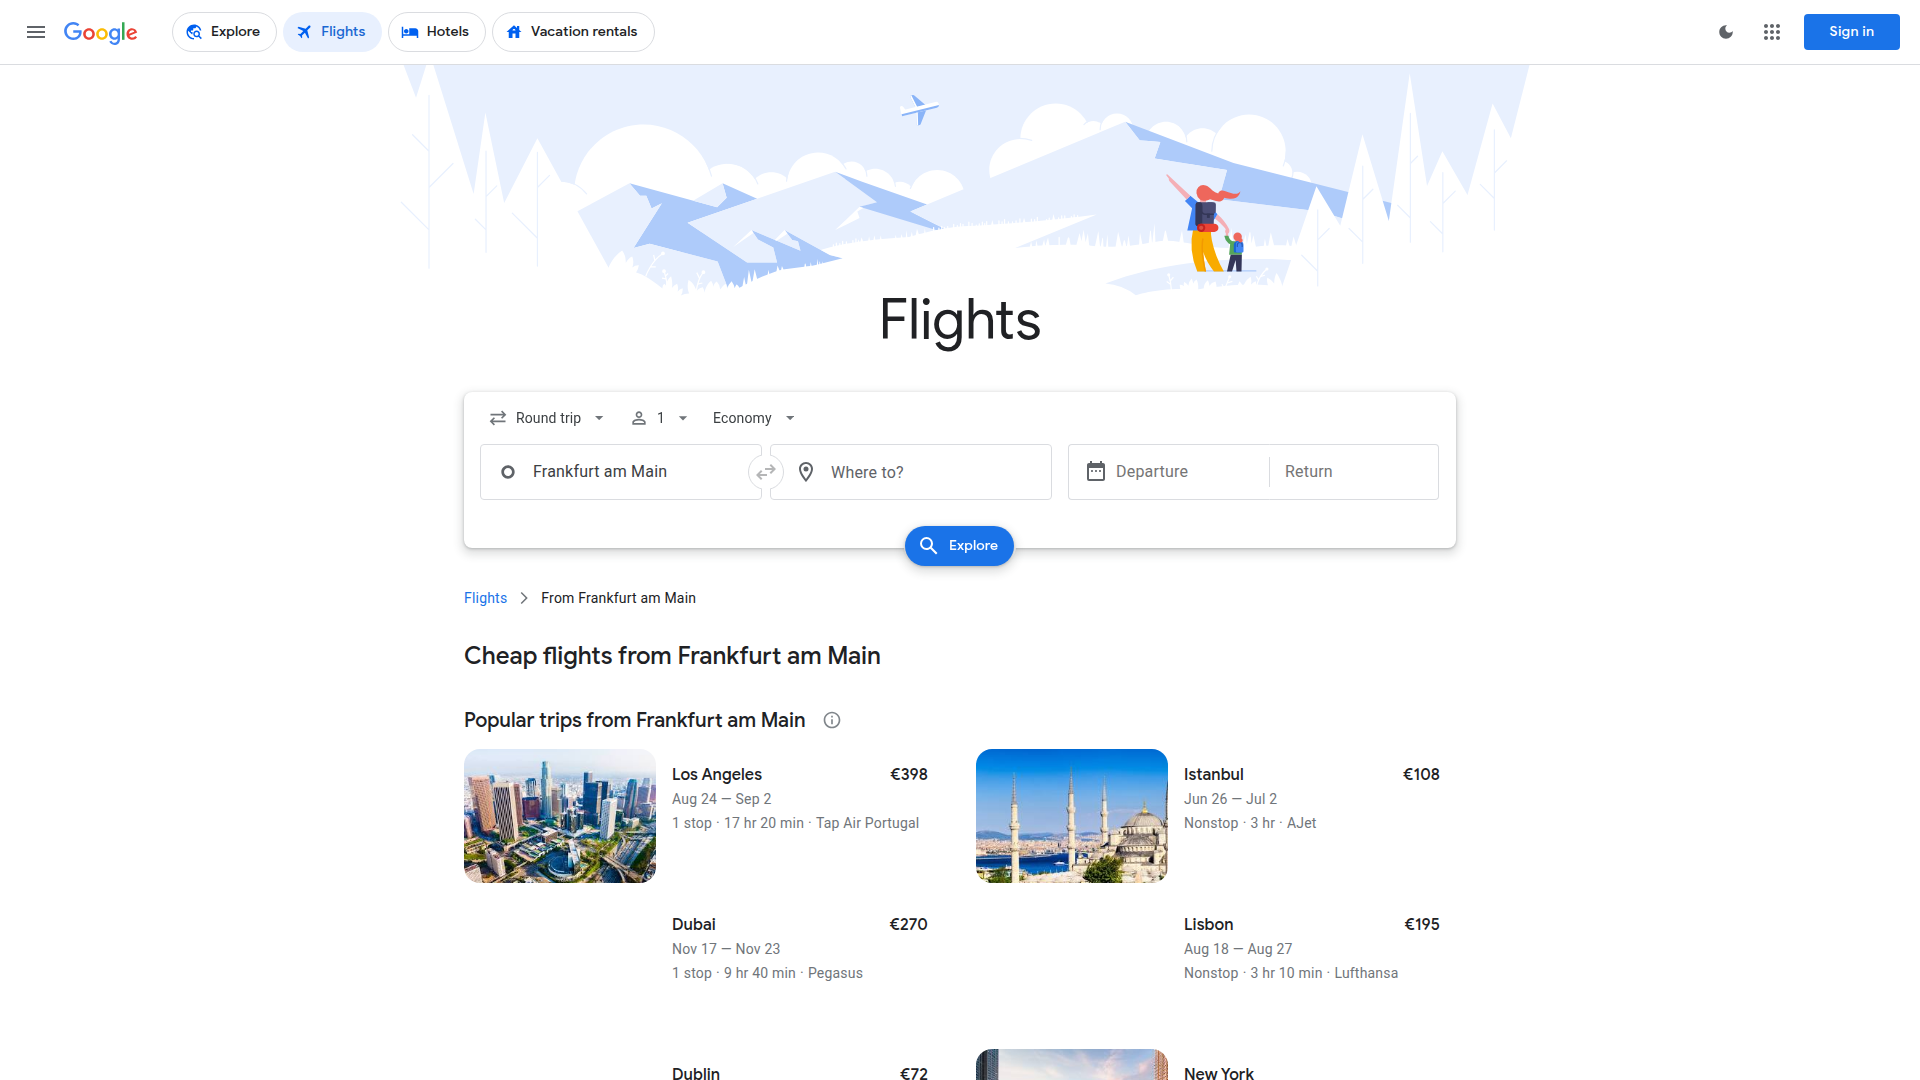 Google
Explore
Flights
Hotels
Vacation rentals
Sign in
Flights
Round trip
1
Economy
Frankfurt am Main
Where to?
Departure
Return
Explore
Flights
From Frankfurt am Main
Cheap flights from Frankfurt am Main
Popular trips from Frankfurt am Main
Los Angeles
€398
Aug 24 — Sep 2
1 stop · 17 hr 20 min · Tap Air Portugal
Istanbul
€108
Jun 26 — Jul 2
Nonstop · 3 hr · AJet
Dubai
€270
Nov 17 — Nov 23
1 stop · 9 hr 40 min · Pegasus
Lisbon
€195
Aug 18 — Aug 27
Nonstop · 3 hr 10 min · Lufthansa
Dublin
€72
New York